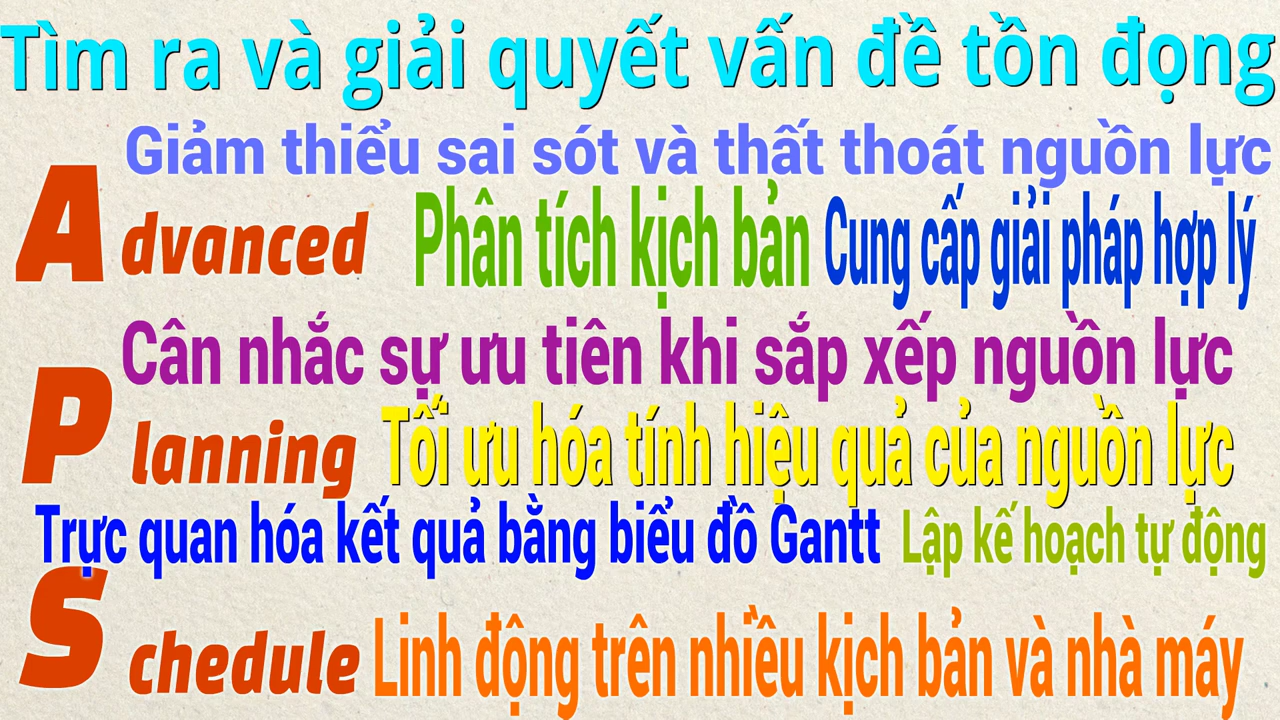 Tìm ra và giải quyết vấn đề tồn đọng
Giảm thiểu sai sót và thất thoát nguồn lực
Advanced
Phân tích kịch bản
Cung cấp giải pháp hợp lý
Cân nhắc sự ưu tiên khi sắp xếp nguồn lực
Planning
Tối ưu hóa tính hiệu quả của nguồn lực
Trực quan hóa kết quả bằng biểu đồ Gantt
Lập kế hoạch tự động
Schedule
Linh động trên nhiều kịch bản và nhà máy